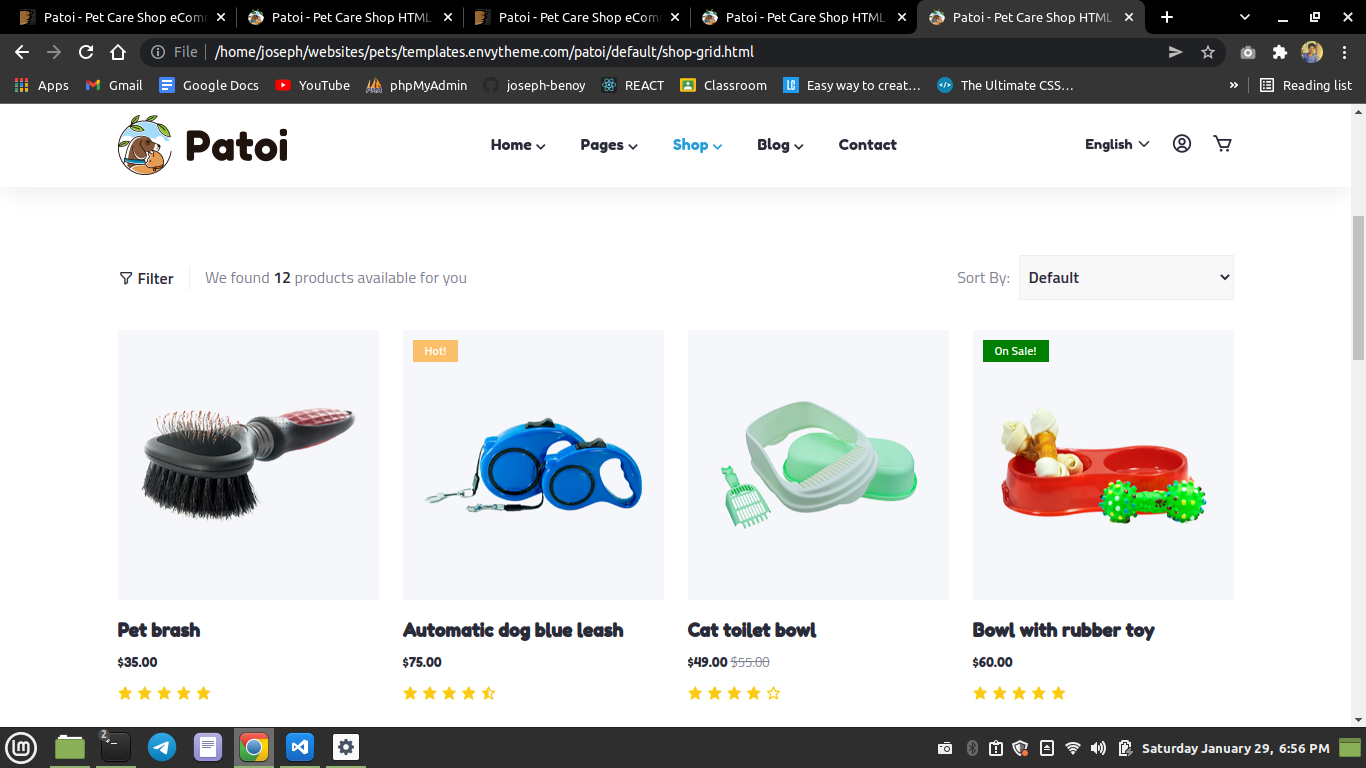 Patoi - Pet Care Shop eComm
Patoi - Pet Care Shop HTML
Patoi - Pet Care Shop eComm
Patoi - Pet Care Shop HTML
Patoi - Pet Care Shop HTML
File /home/joseph/websites/pets/templates.envytheme.com/patoi/default/shop-grid.html
Apps Gmail Google Docs YouTube phpMyAdmin joseph-benoy REACT Classroom LC Easy way to creat… The Ultimate CSS… » Reading list
Patoi Home Pages Shop Blog Contact English
Filter We found 12 products available for you Sort By: Default
Hot! On Sale!
Pet brash Automatic dog blue leash Cat toilet bowl Bowl with rubber toy
$35.00 $75.00 $49.00 $55.00 $60.00
2 Saturday January 29, 6:56 PM